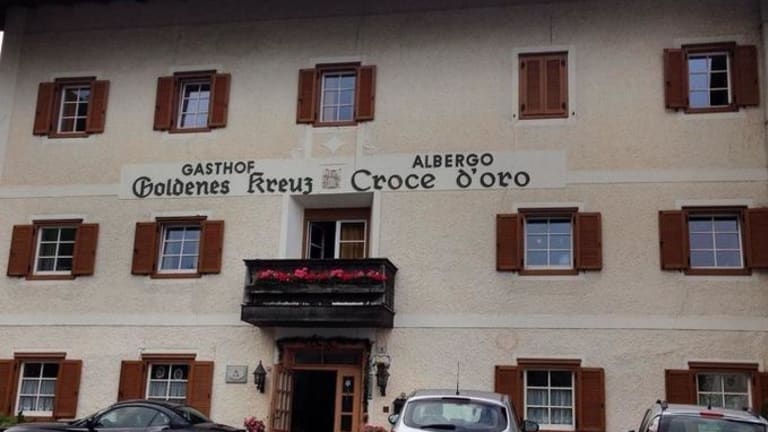 GASTHOF
Goldenes Kreuz
ALBERGO
Croce d'oro